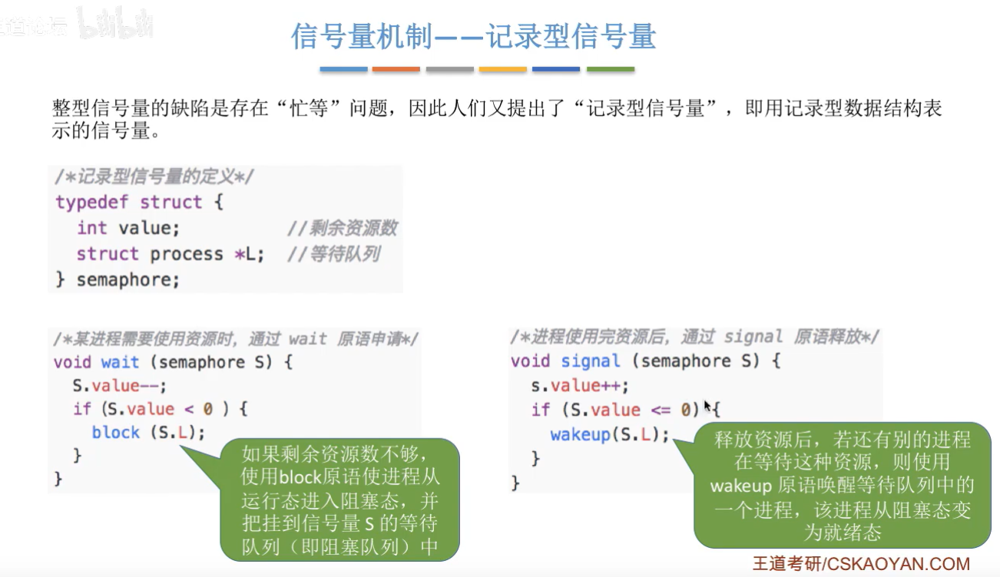 道论坛 bilibili
信号量机制——记录型信号量
整型信号量的缺陷是存在“忙等”问题，因此人们又提出了“记录型信号量”，即用记录型数据结构表
示的信号量。
/*记录型信号量的定义*/
typedef struct {
int value; //剩余资源数
struct process *L; //等待队列
} semaphore;
/*某进程需要使用资源时，通过 wait 原语申请*/
void wait (semaphore S) {
S.value--;
if (S.value < 0 ) {
block (S.L);
}
}
如果剩余资源数不够，
使用block原语使进程从
运行态进入阻塞态，并
把挂到信号量 S 的等待
队列（即阻塞队列）中
/*进程使用完资源后，通过 signal 原语释放*/
void signal (semaphore S) {
s.value++;
if (S.value <= 0) {
wakeup(S.L);
}
}
释放资源后，若还有别的进程
在等待这种资源，则使用
wakeup 原语唤醒等待队列中的
一个进程，该进程从阻塞态变
为就绪态
王道考研/CSKAOYAN.COM